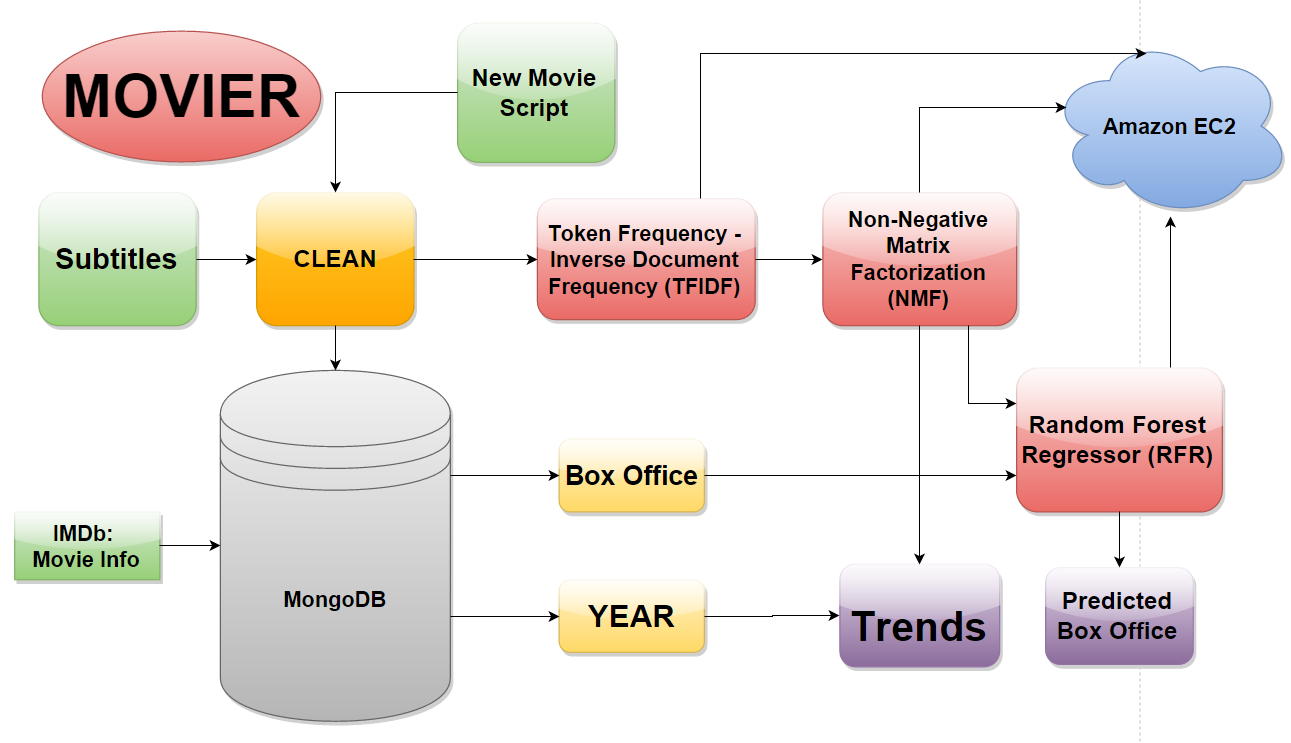 MOVIER
New Movie
Script
Amazon EC2
Subtitles
CLEAN
Token Frequency -
Inverse Document
Frequency (TFIDF)
Non-Negative
Matrix
Factorization
(NMF)
Random Forest
Regressor (RFR)
Box Office
IMDb:
Movie Info
MongoDB
YEAR
Trends
Predicted
Box Office